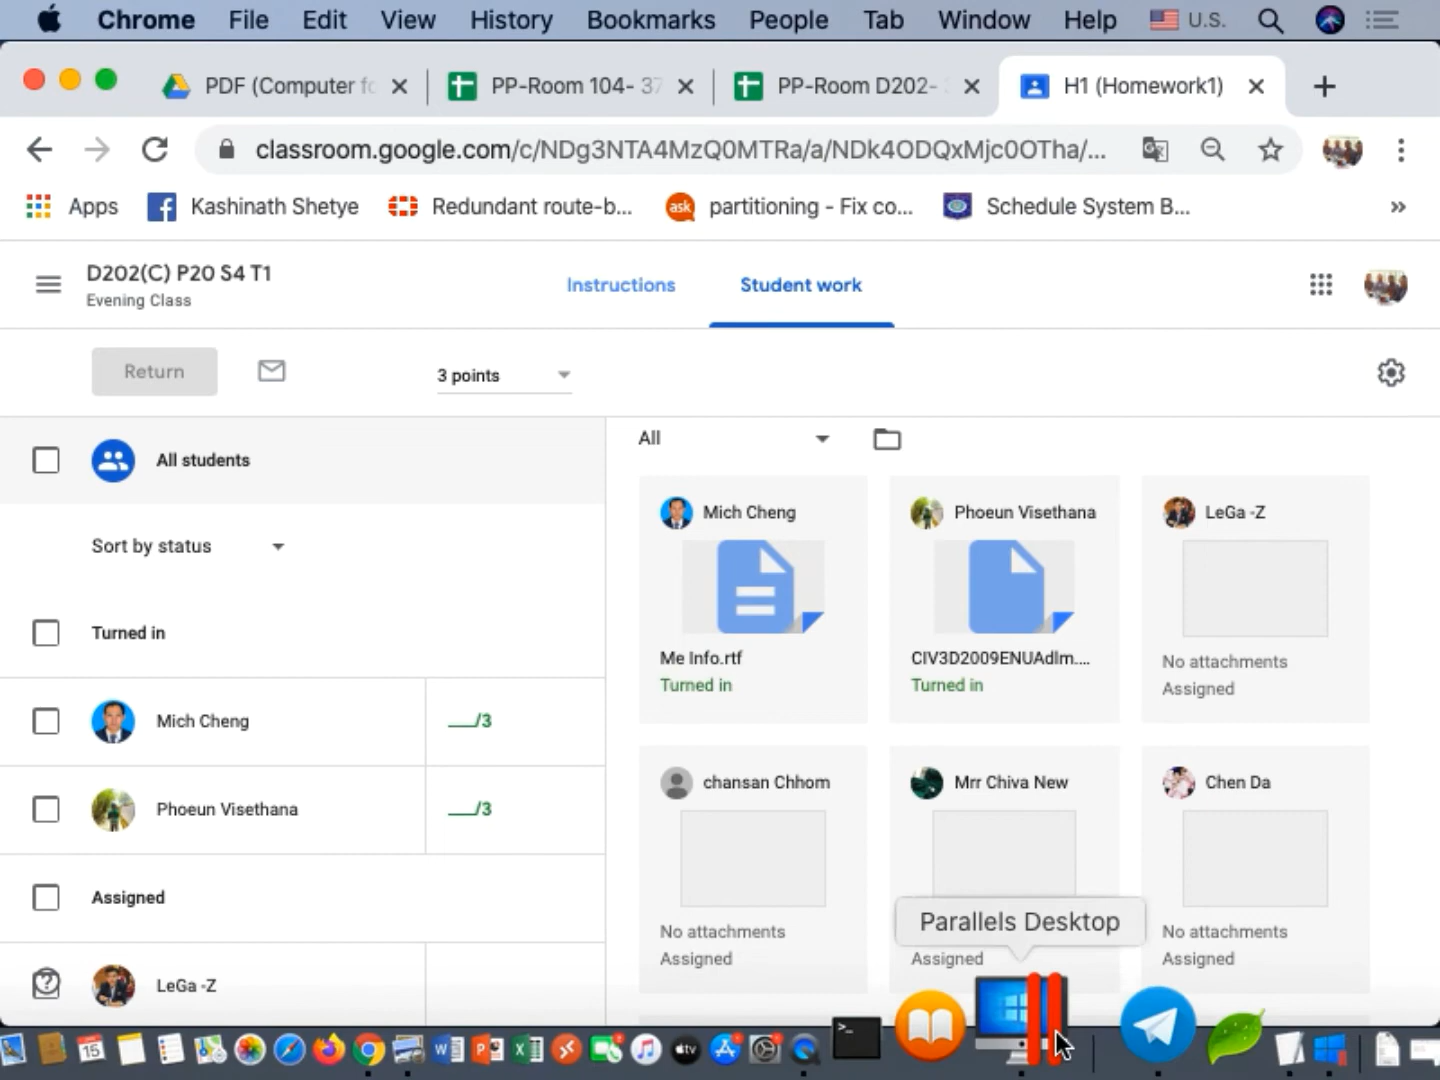 Chrome File Edit View History Bookmarks People Tab Window Help U.S.
PDF (Computer fo PP-Room 104- 37 PP-Room D202- H1 (Homework1)
classroom.google.com/c/NDg3NTA4MzQ0MTRa/a/NDk4ODQxMjc0OTha/...
Apps Kashinath Shetye Redundant route-b... ask partitioning - Fix co... Schedule System B... »
D202(C) P20 S4 T1
Evening Class
Instructions Student work
Return 3 points
All students
Sort by status
Turned in
Mich Cheng __/3
Phoeun Visethana __/3
Assigned
LeGa -Z
All
Mich Cheng
Me Info.rtf
Turned in
Phoeun Visethana
CIV3D2009ENUAdlm....
Turned in
LeGa -Z
No attachments
Assigned
chansan Chhom
No attachments
Assigned
Mrr Chiva New
Assigned
Chen Da
No attachments
Assigned
Parallels Desktop
15
tv